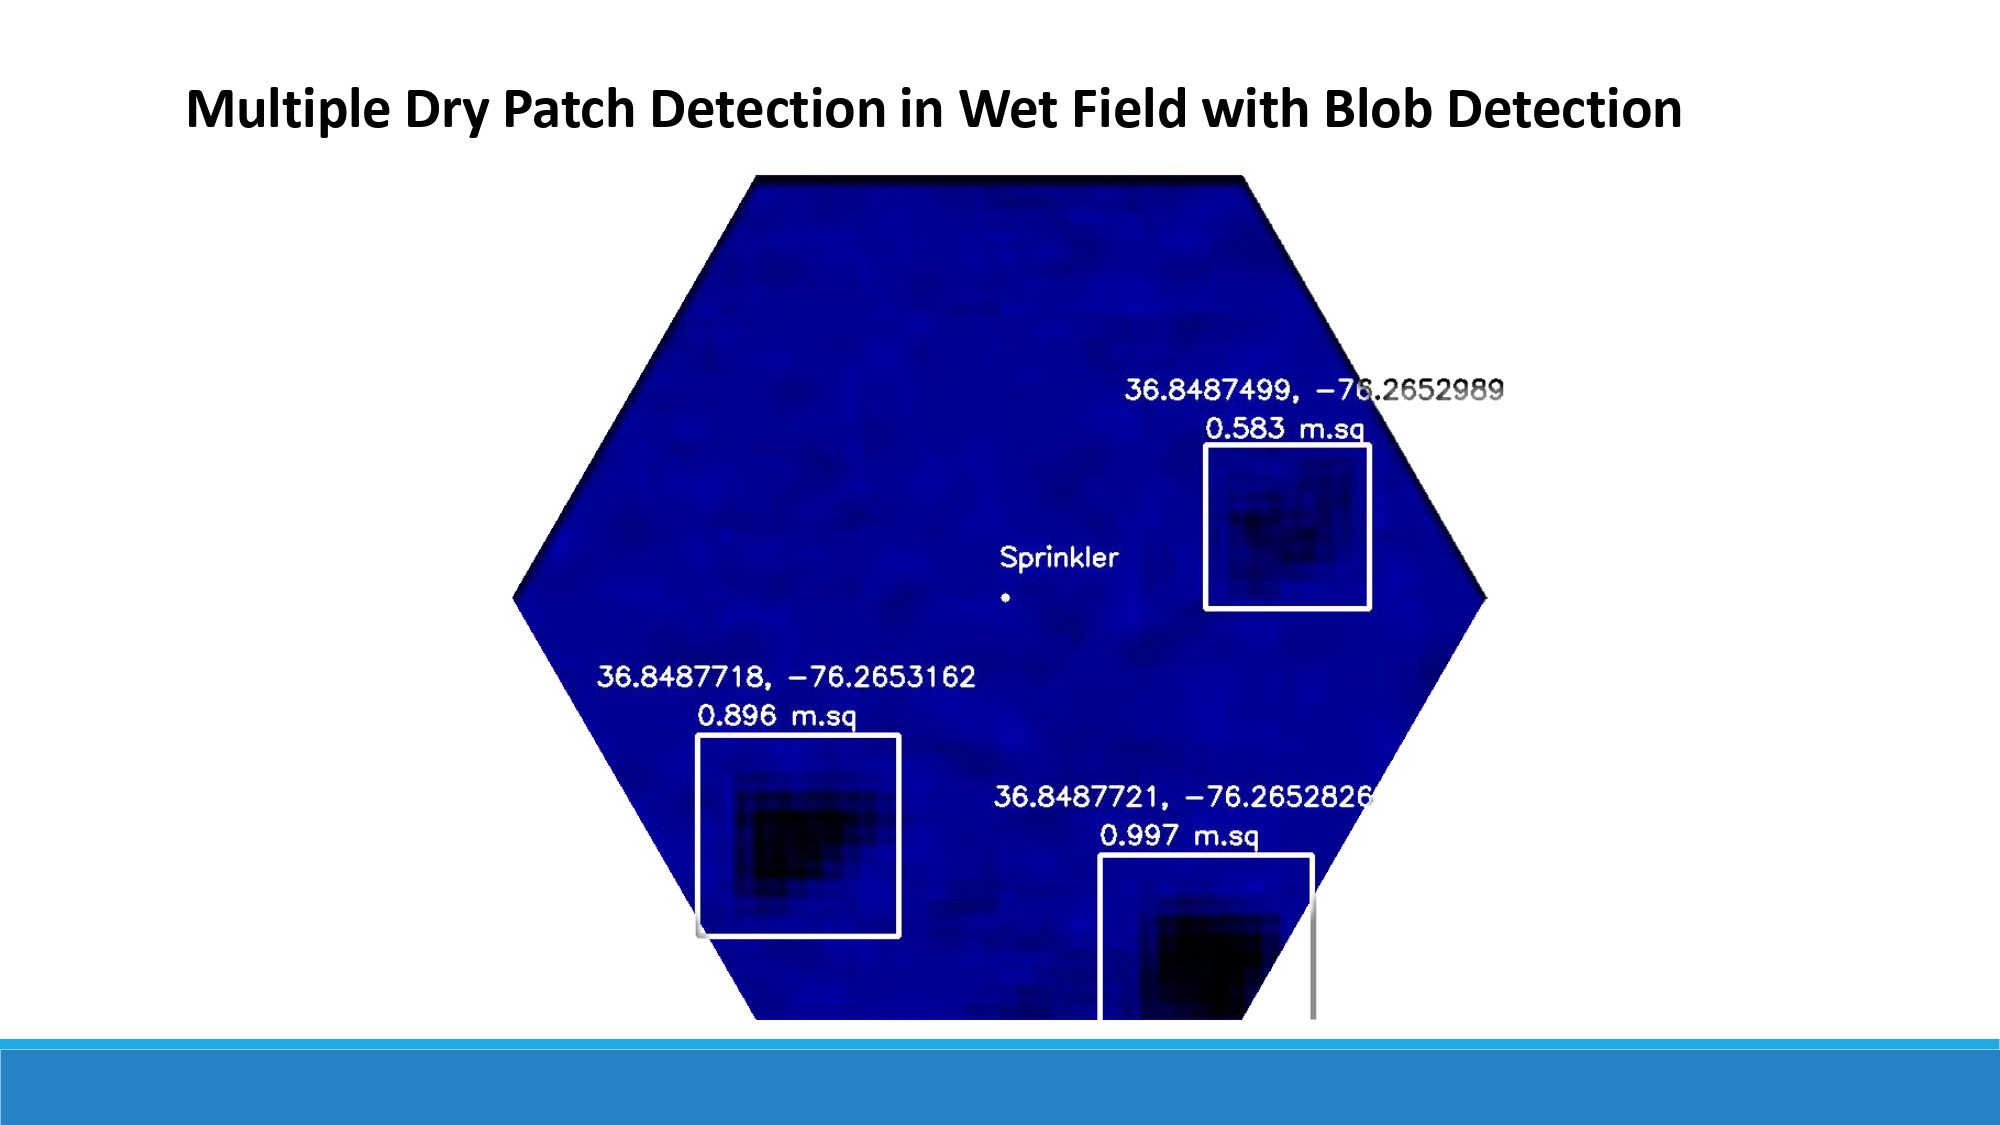 Multiple Dry Patch Detection in Wet Field with Blob Detection
36.8487499, -76.2652989
0.583 m.sq
Sprinkler
36.8487718, -76.2653162
0.896 m.sq
36.8487721, -76.2652826
0.997 m.sq